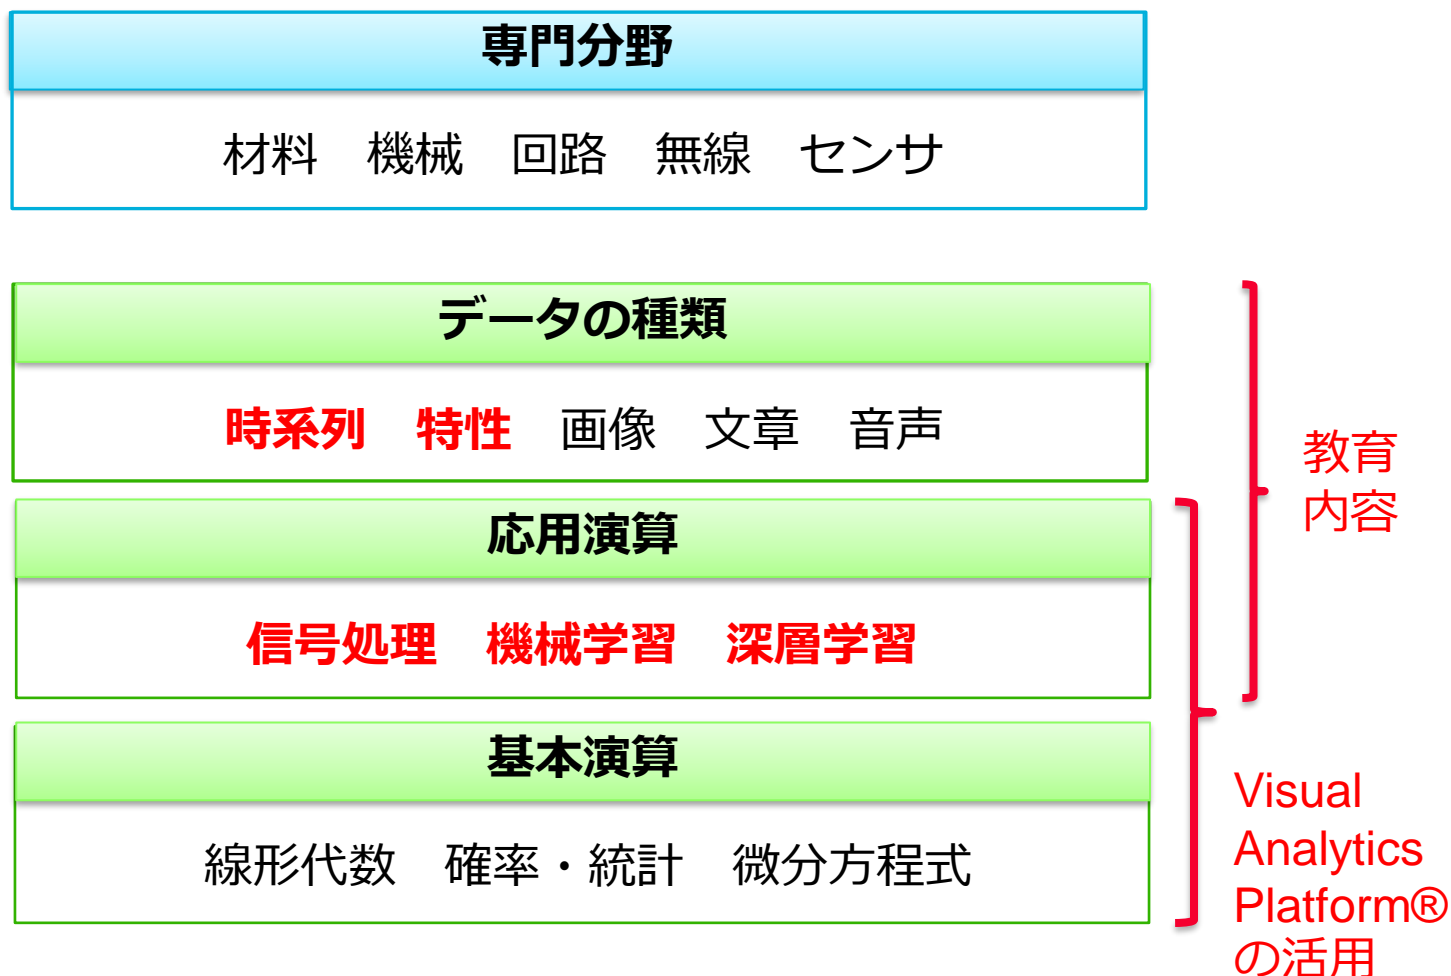 専門分野
材料　機械　回路　無線　センサ
データの種類
時系列　特性　画像　文章　音声
応用演算
信号処理　機械学習　深層学習
基本演算
線形代数　確率・統計　微分方程式
教育
内容
Visual
Analytics
Platform®
の活用